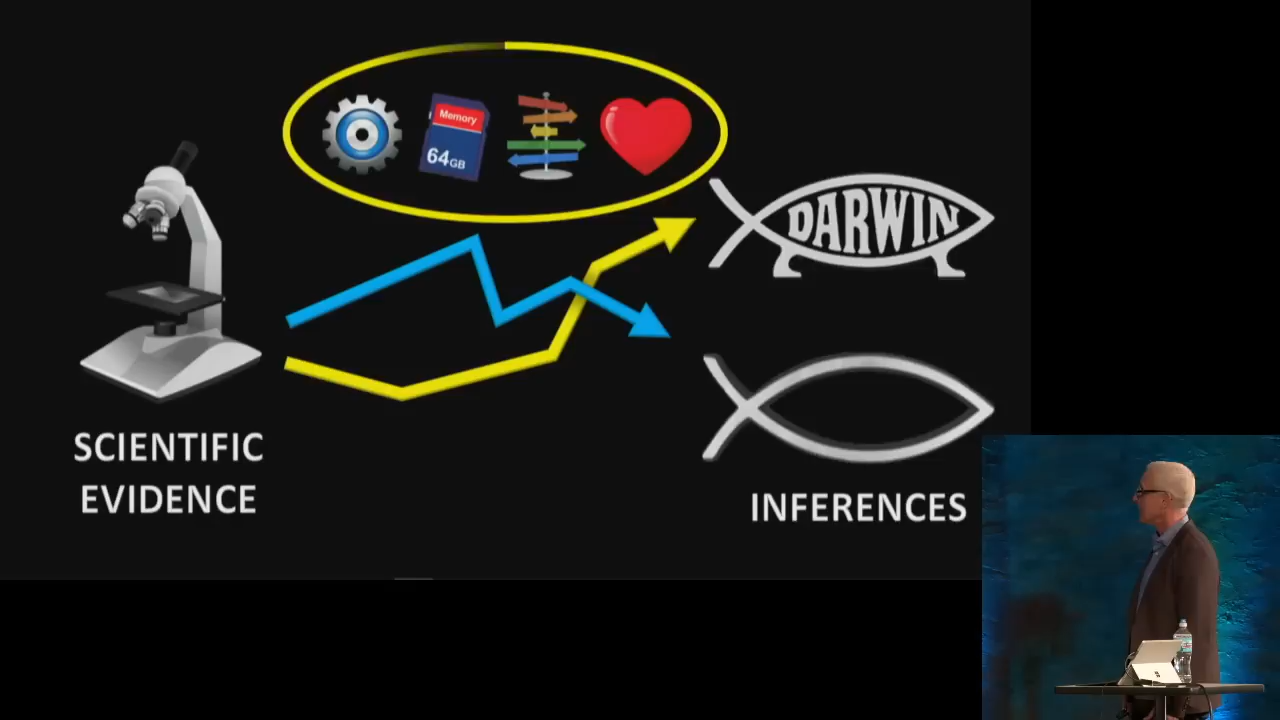 Memory
64GB
DARWIN
SCIENTIFIC
EVIDENCE
INFERENCES